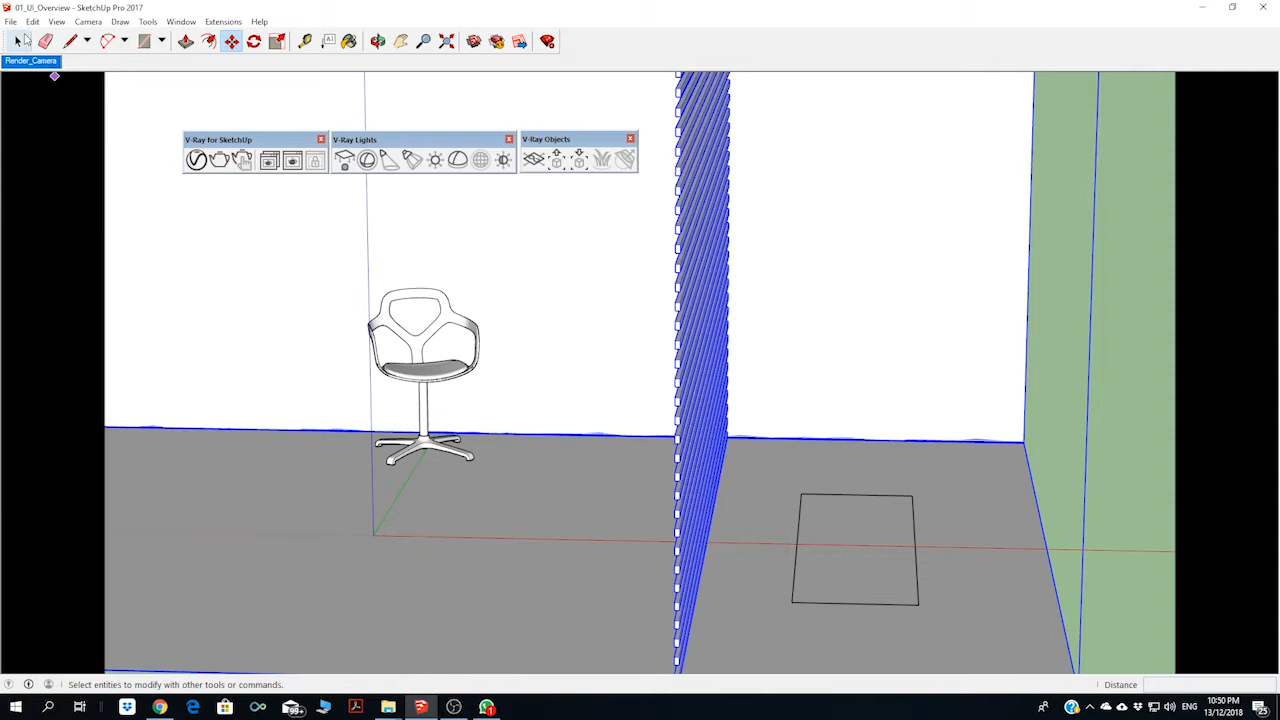 01_UI_Overview - SketchUp Pro 2017
File Edit View Camera Draw Tools Window Extensions Help
Render_Camera
V-Ray for SketchUp
V-Ray Lights
V-Ray Objects
Select entities to modify with other tools or commands.
Distance
ENG
10:50 PM
13/12/2018